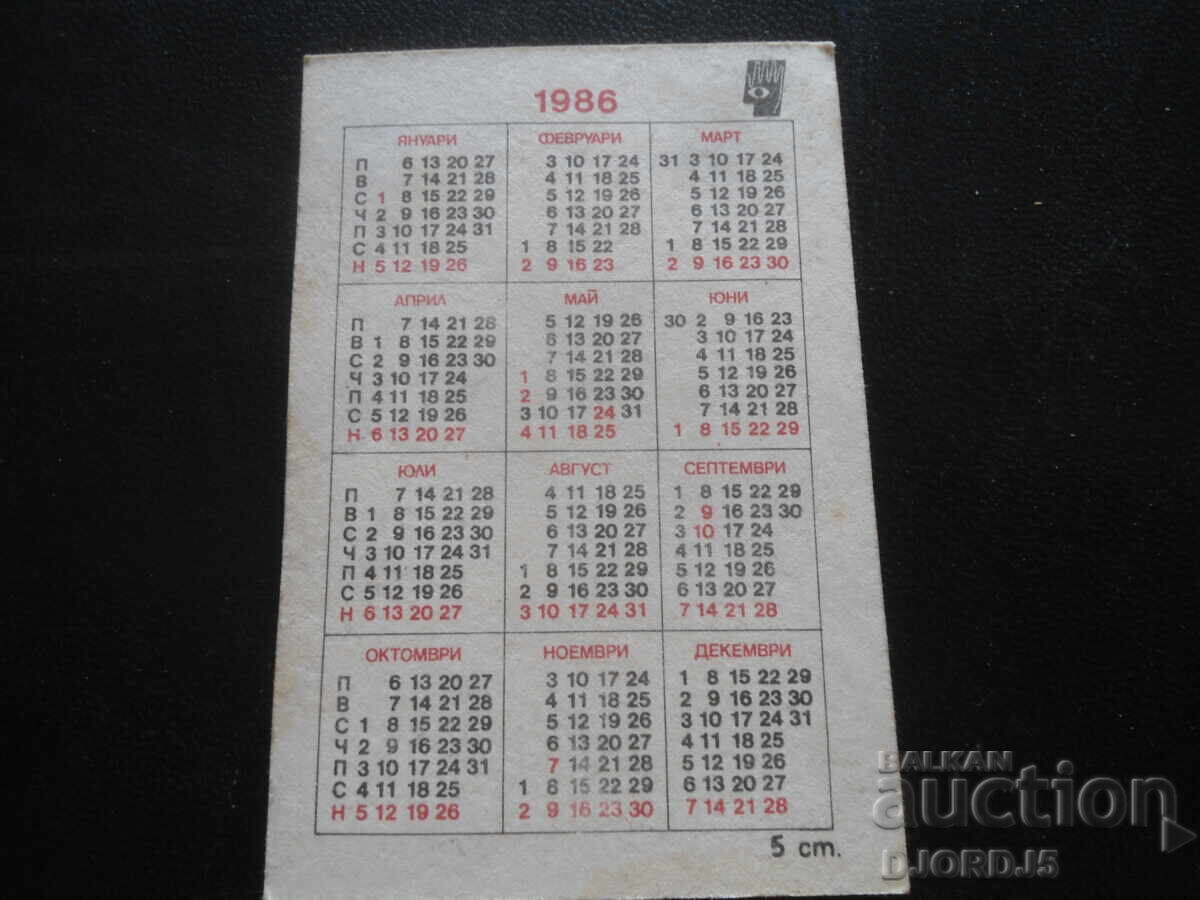 1986
ЯНУАРИ ФЕВРУАРИ МАРТ
П 6 13 20 27 3 10 17 24 31 3 10 17 24
В 7 14 21 28 4 11 18 25 4 11 18 25
С 1 8 15 22 29 5 12 19 26 5 12 19 26
Ч 2 9 16 23 30 6 13 20 27 6 13 20 27
П 3 10 17 24 31 7 14 21 28 7 14 21 28
С 4 11 18 25 1 8 15 22 1 8 15 22 29
Н 5 12 19 26 2 9 16 23 2 9 16 23 30
АПРИЛ МАЙ ЮНИ
П 7 14 21 28 5 12 19 26 30 2 9 16 23
В 1 8 15 22 29 6 13 20 27 3 10 17 24
С 2 9 16 23 30 7 14 21 28 4 11 18 25
Ч 3 10 17 24 1 8 15 22 29 5 12 19 26
П 4 11 18 25 2 9 16 23 30 6 13 20 27
С 5 12 19 26 3 10 17 24 31 7 14 21 28
Н 6 13 20 27 4 11 18 25 1 8 15 22 29
ЮЛИ АВГУСТ СЕПТЕМВРИ
П 7 14 21 28 4 11 18 25 1 8 15 22 29
В 1 8 15 22 29 5 12 19 26 2 9 16 23 30
С 2 9 16 23 30 6 13 20 27 3 10 17 24
Ч 3 10 17 24 31 7 14 21 28 4 11 18 25
П 4 11 18 25 1 8 15 22 29 5 12 19 26
С 5 12 19 26 2 9 16 23 30 6 13 20 27
Н 6 13 20 27 3 10 17 24 31 7 14 21 28
ОКТОМВРИ НОЕМВРИ ДЕКЕМВРИ
П 6 13 20 27 3 10 17 24 1 8 15 22 29
В 7 14 21 28 4 11 18 25 2 9 16 23 30
С 1 8 15 22 29 5 12 19 26 3 10 17 24 31
Ч 2 9 16 23 30 6 13 20 27 4 11 18 25
П 3 10 17 24 31 7 14 21 28 5 12 19 26
С 4 11 18 25 1 8 15 22 29 6 13 20 27
Н 5 12 19 26 2 9 16 23 30 7 14 21 28
5 ст.
BALKAN
auction
DJORDJ5